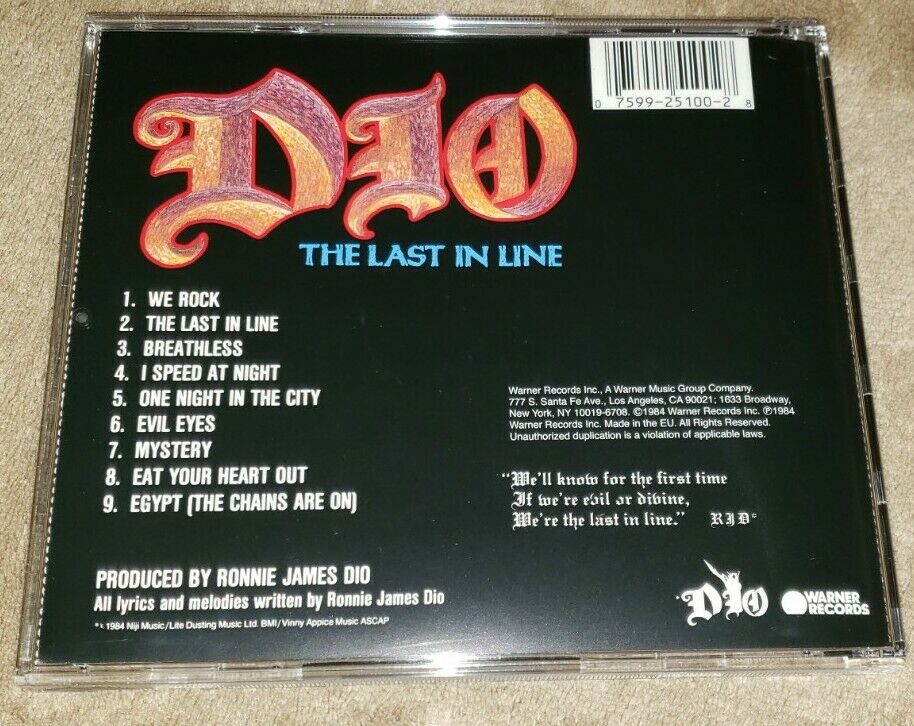 0 7599-25100-2 8
DIO
THE LAST IN LINE
1. WE ROCK
2. THE LAST IN LINE
3. BREATHLESS
4. I SPEED AT NIGHT
5. ONE NIGHT IN THE CITY
6. EVIL EYES
7. MYSTERY
8. EAT YOUR HEART OUT
9. EGYPT (THE CHAINS ARE ON)
Warner Records Inc., A Warner Music Group Company.
777 S. Santa Fe Ave., Los Angeles, CA 90021; 1633 Broadway,
New York, NY 10019-6708. ©1984 Warner Records Inc. ℗1984
Warner Records Inc. Made in the EU. All Rights Reserved.
Unauthorized duplication is a violation of applicable laws.
"We'll know for the first time
If we're evil or divine,
We're the last in line." RJD*
PRODUCED BY RONNIE JAMES DIO
All lyrics and melodies written by Ronnie James Dio
1984 Niji Music/Lite Dusting Music Ltd. BMI/Vinny Appice Music ASCAP
DIO
WARNER
RECORDS